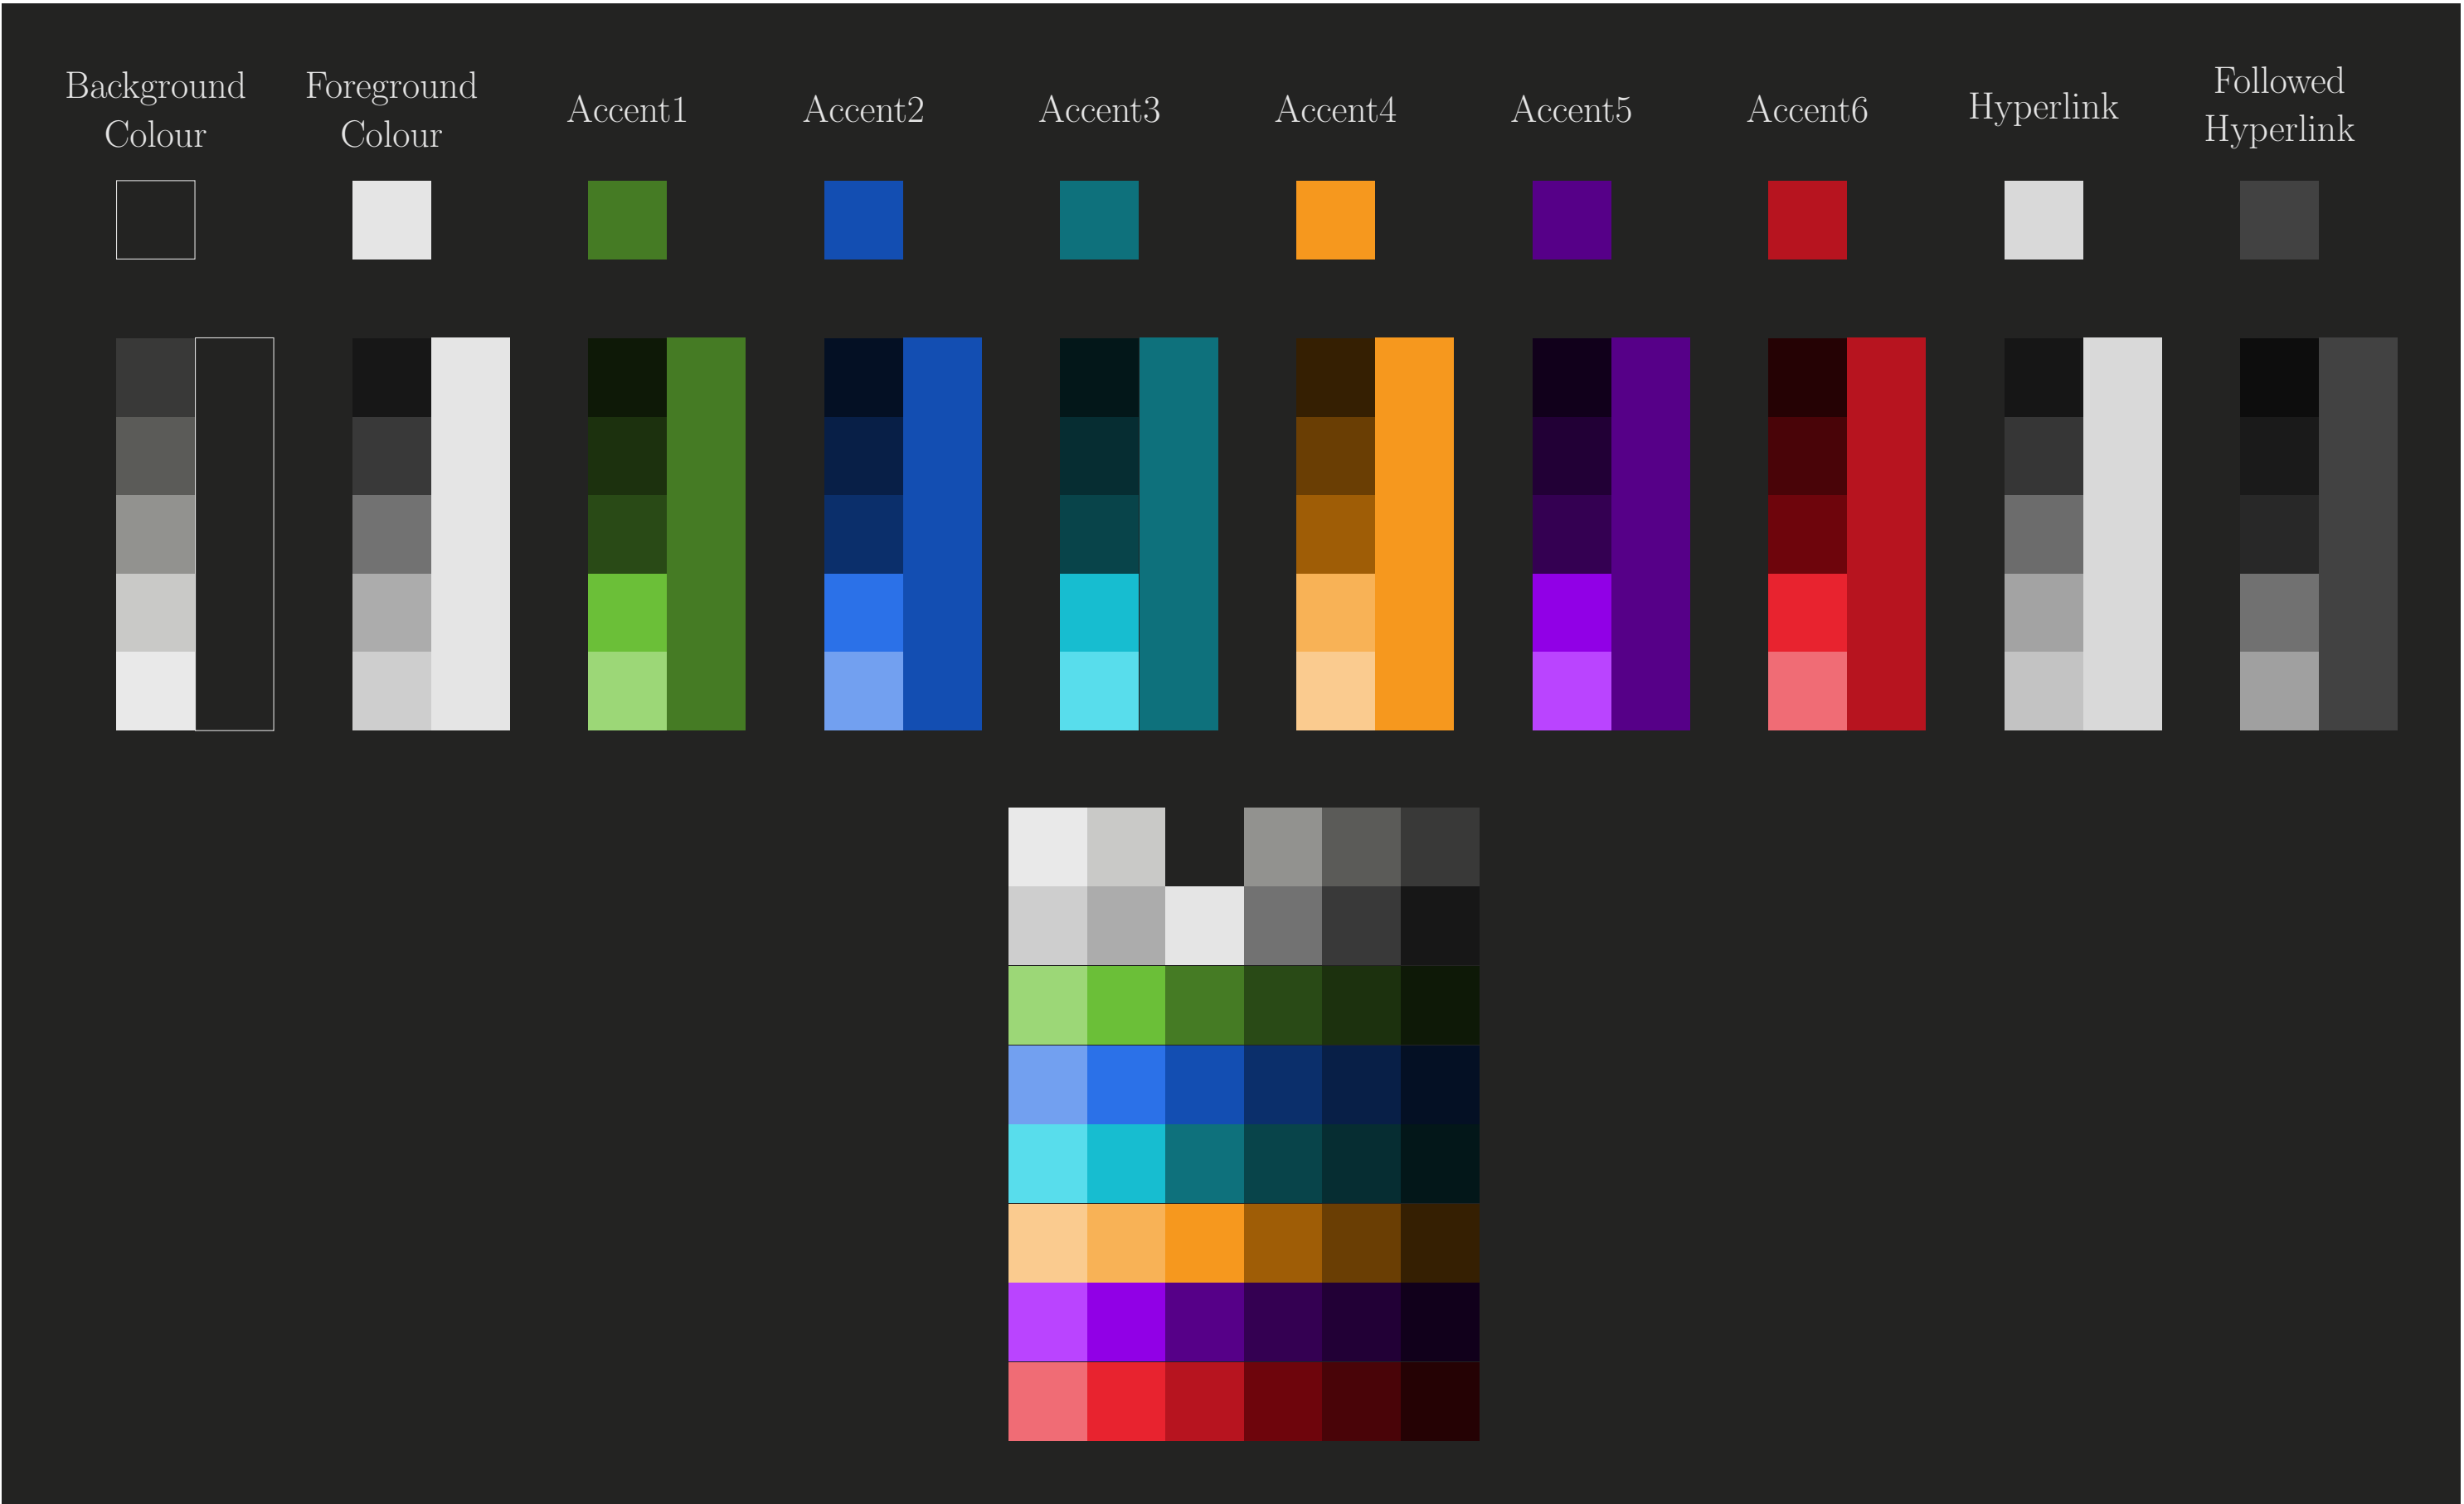 Background
Colour
Foreground
Colour
Accent1
Accent2
Accent3
Accent4
Accent5
Accent6
Hyperlink
Followed
Hyperlink